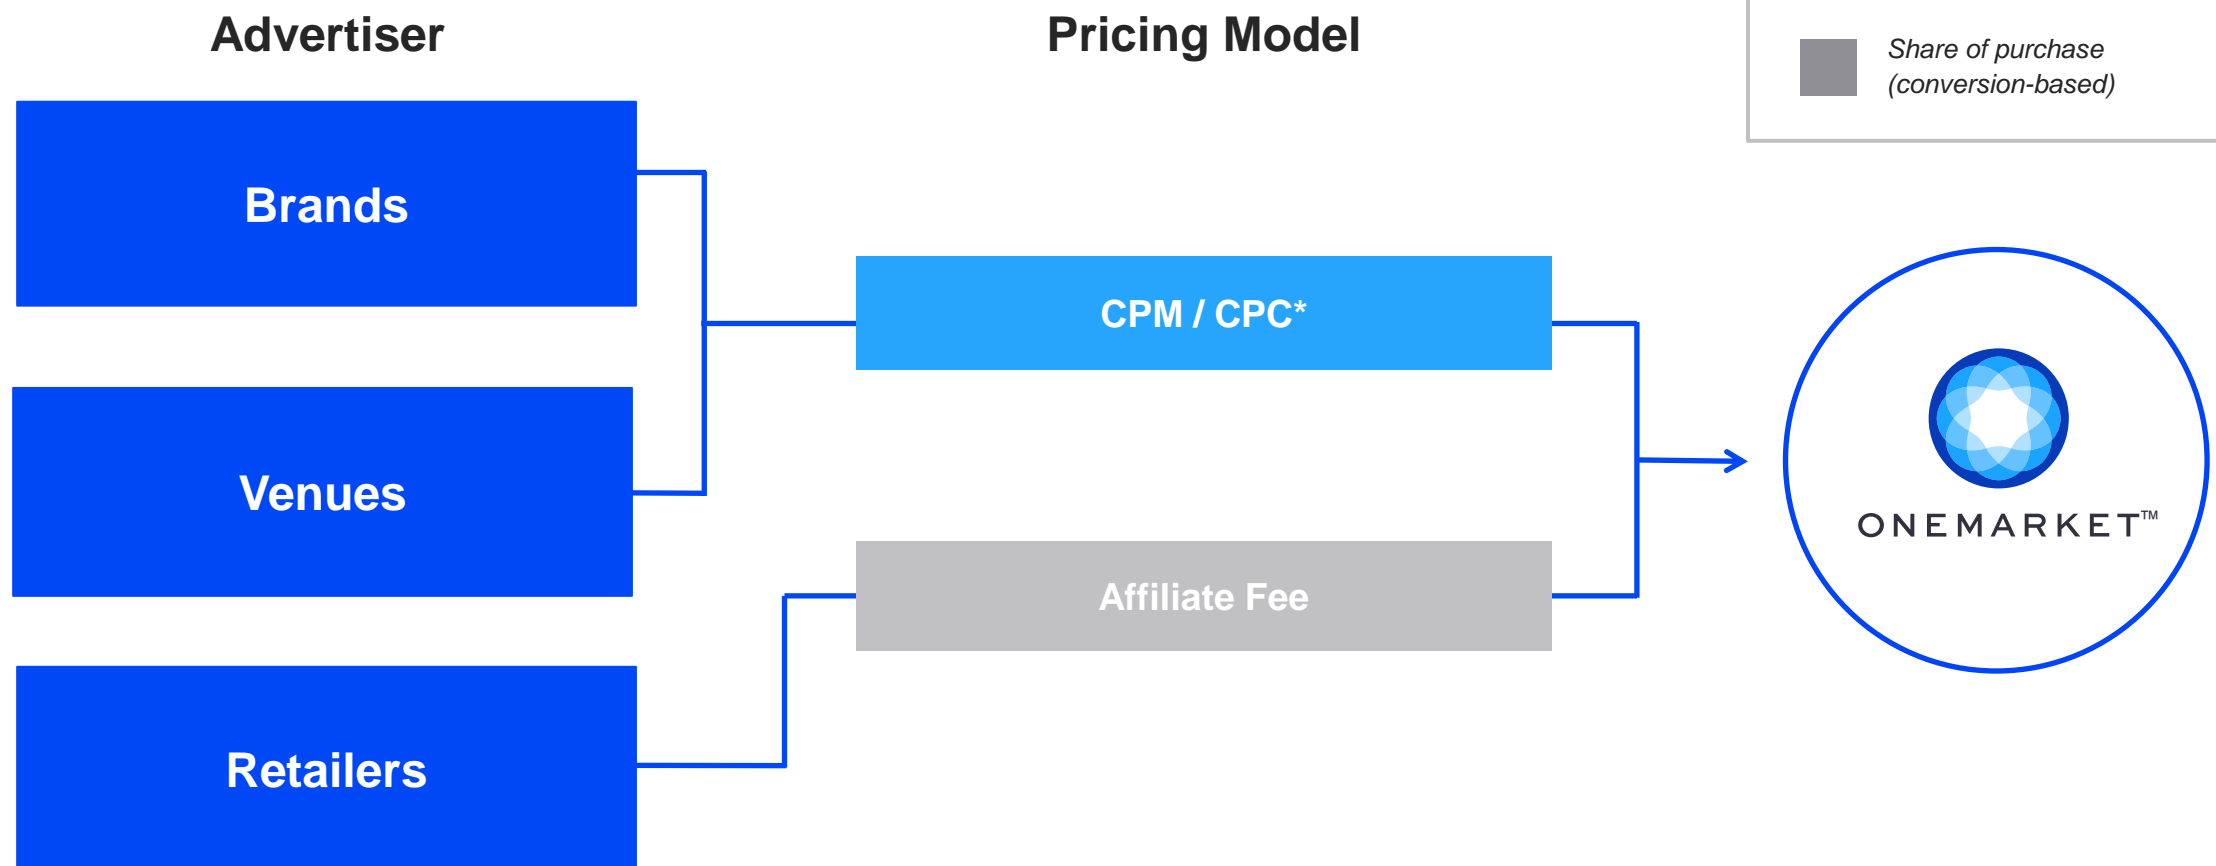 Advertiser
Pricing Model
Share of purchase
(conversion-based)
Brands
CPM / CPC*
Venues
ONEMARKET™
Affiliate Fee
Retailers